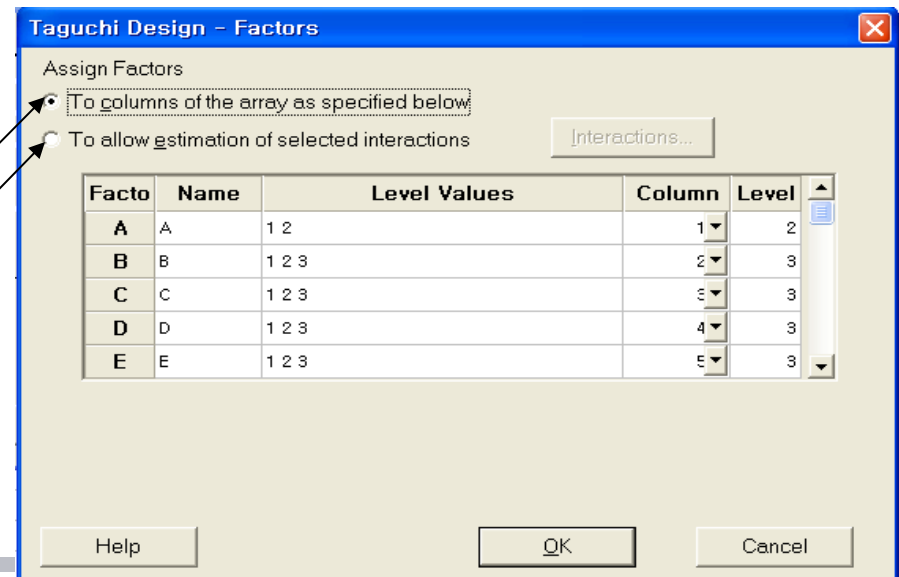 Taguchi Design - Factors
Assign Factors
To columns of the array as specified below
To allow estimation of selected interactions
Interactions...
Facto Name Level Values Column Level
A A 1 2 1 2
B B 1 2 3 2 3
C C 1 2 3 3 3
D D 1 2 3 4 3
E E 1 2 3 5 3
Help OK Cancel